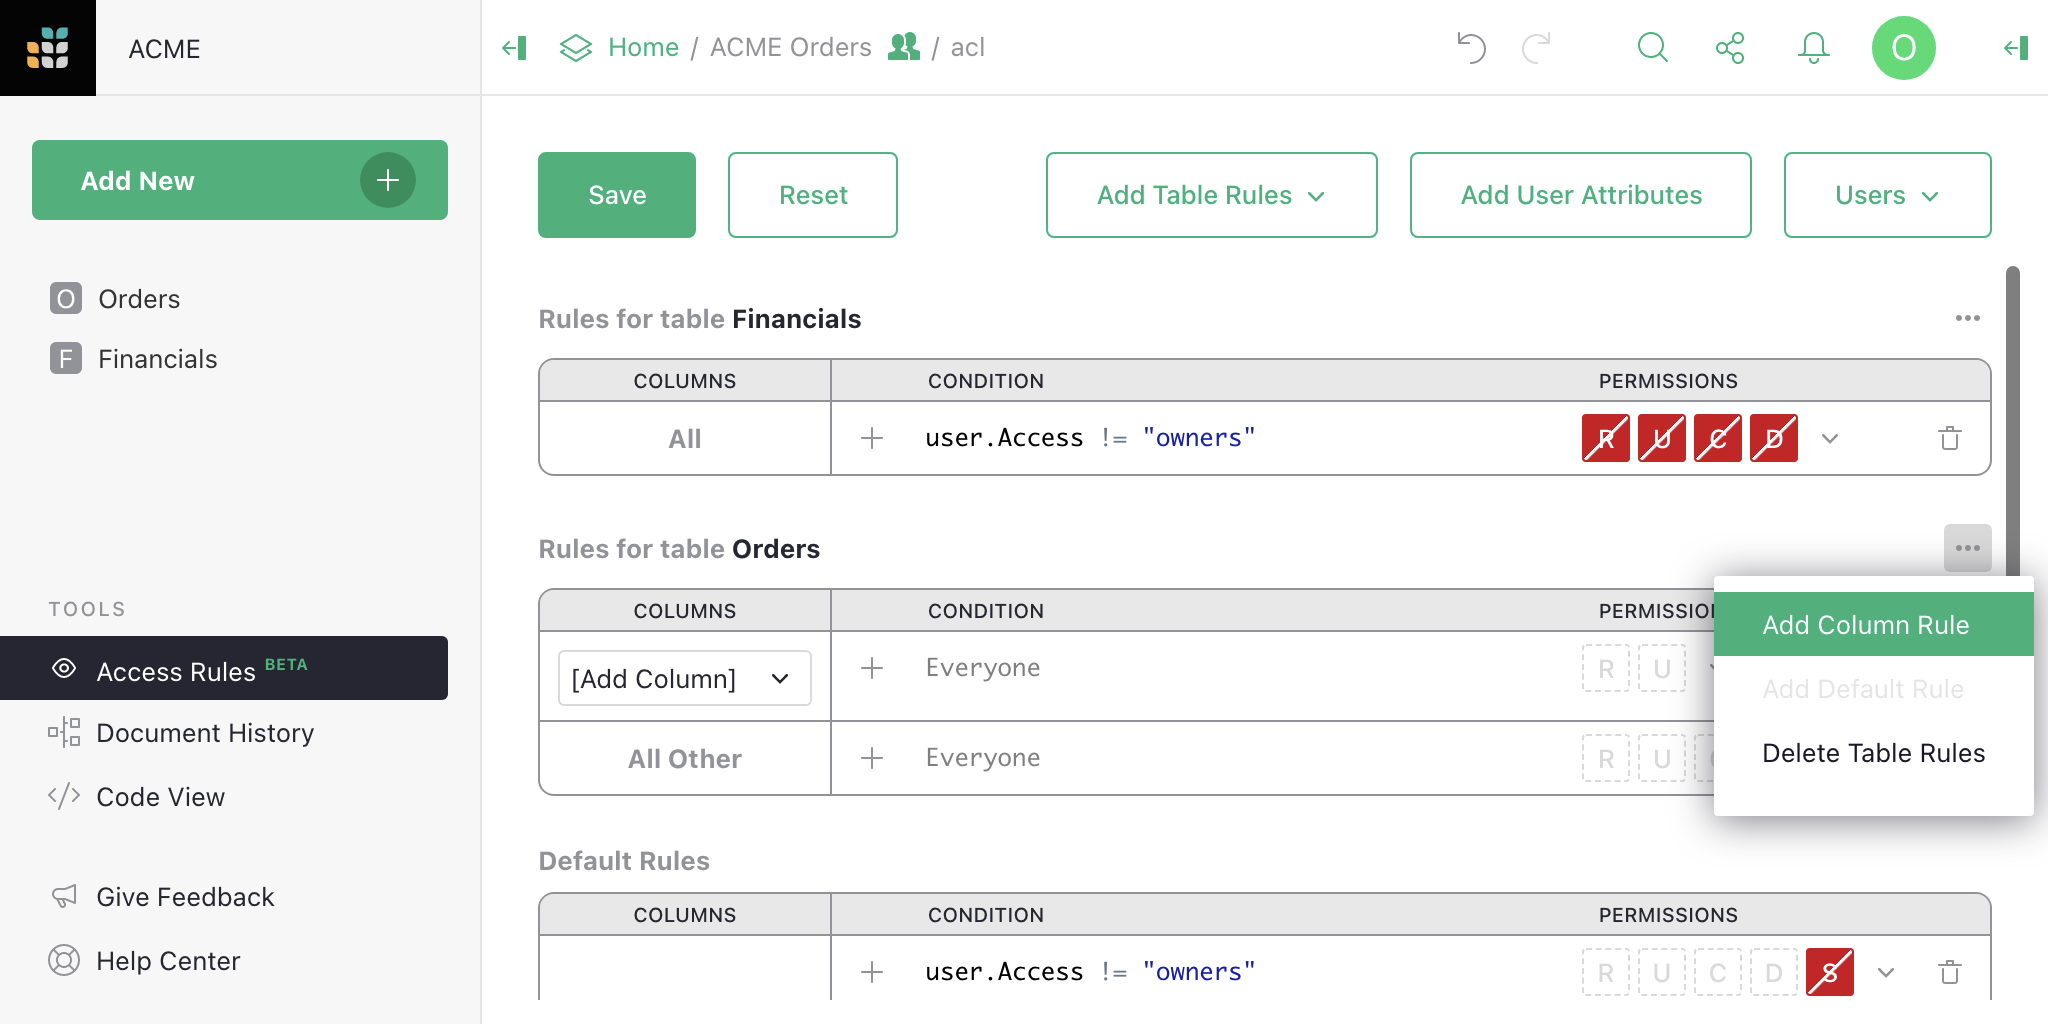 ACME
Home / ACME Orders / acl
O
Add New
Save
Reset
Add Table Rules
Add User Attributes
Users
O Orders
F Financials
Rules for table Financials
COLUMNS CONDITION PERMISSIONS
All user.Access != "owners" R U C D
Rules for table Orders
COLUMNS CONDITION PERMISSIO
[Add Column] Everyone R U
All Other Everyone R U
Add Column Rule
Add Default Rule
Delete Table Rules
TOOLS
Access Rules BETA
Document History
Code View
Give Feedback
Help Center
Default Rules
COLUMNS CONDITION PERMISSIONS
user.Access != "owners" R U C D S